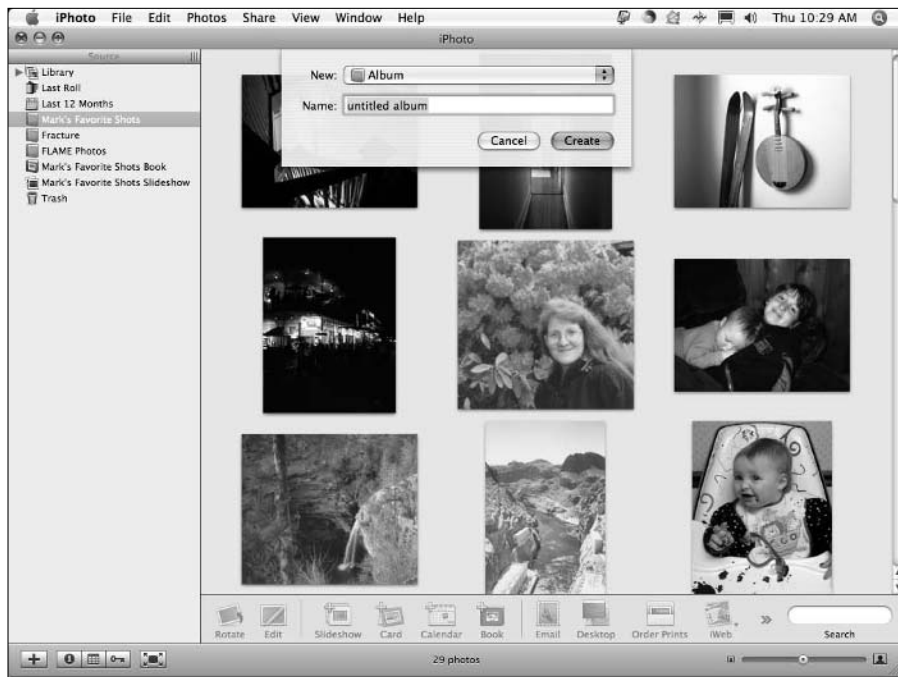 iPhoto File Edit Photos Share View Window Help Thu 10:29 AM
iPhoto
Source
Library
Last Roll
Last 12 Months
Mark's Favorite Shots
Fracture
FLAME Photos
Mark's Favorite Shots Book
Mark's Favorite Shots Slideshow
Trash
New: Album
Name: untitled album
Cancel Create
Rotate Edit Slideshow Card Calendar Book Email Desktop Order Prints iWeb Search
29 photos